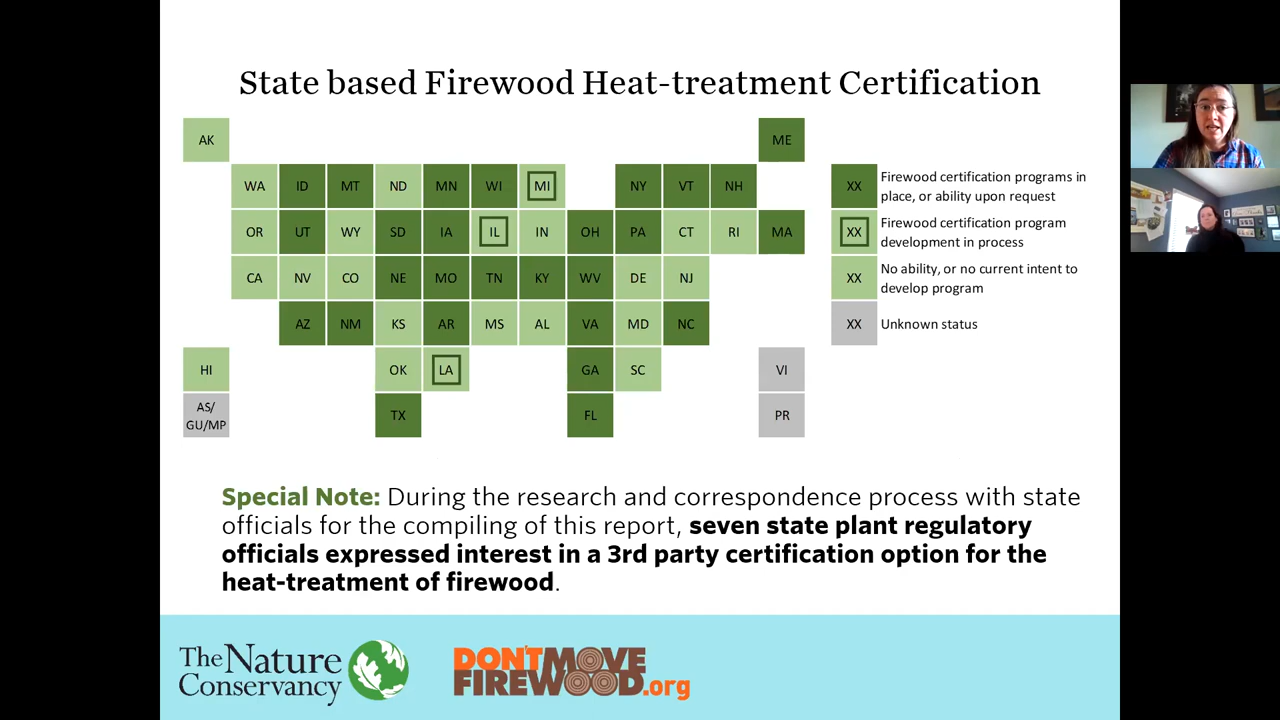 State based Firewood Heat-treatment Certification
AK
ME
WA ID MT ND MN WI MI NY VT NH
OR UT WY SD IA IL IN OH PA CT RI MA
CA NV CO NE MO TN KY WV DE NJ
AZ NM KS AR MS AL VA MD NC
HI OK LA GA SC VI
AS/
GU/MP
TX FL PR
XX Firewood certification programs in
place, or ability upon request
XX Firewood certification program
development in process
XX No ability, or no current intent to
develop program
XX Unknown status
Special Note: During the research and correspondence process with state
officials for the compiling of this report, seven state plant regulatory
officials expressed interest in a 3rd party certification option for the
heat-treatment of firewood.
The Nature
Conservancy
DONT MOVE
FIREWOOD.org